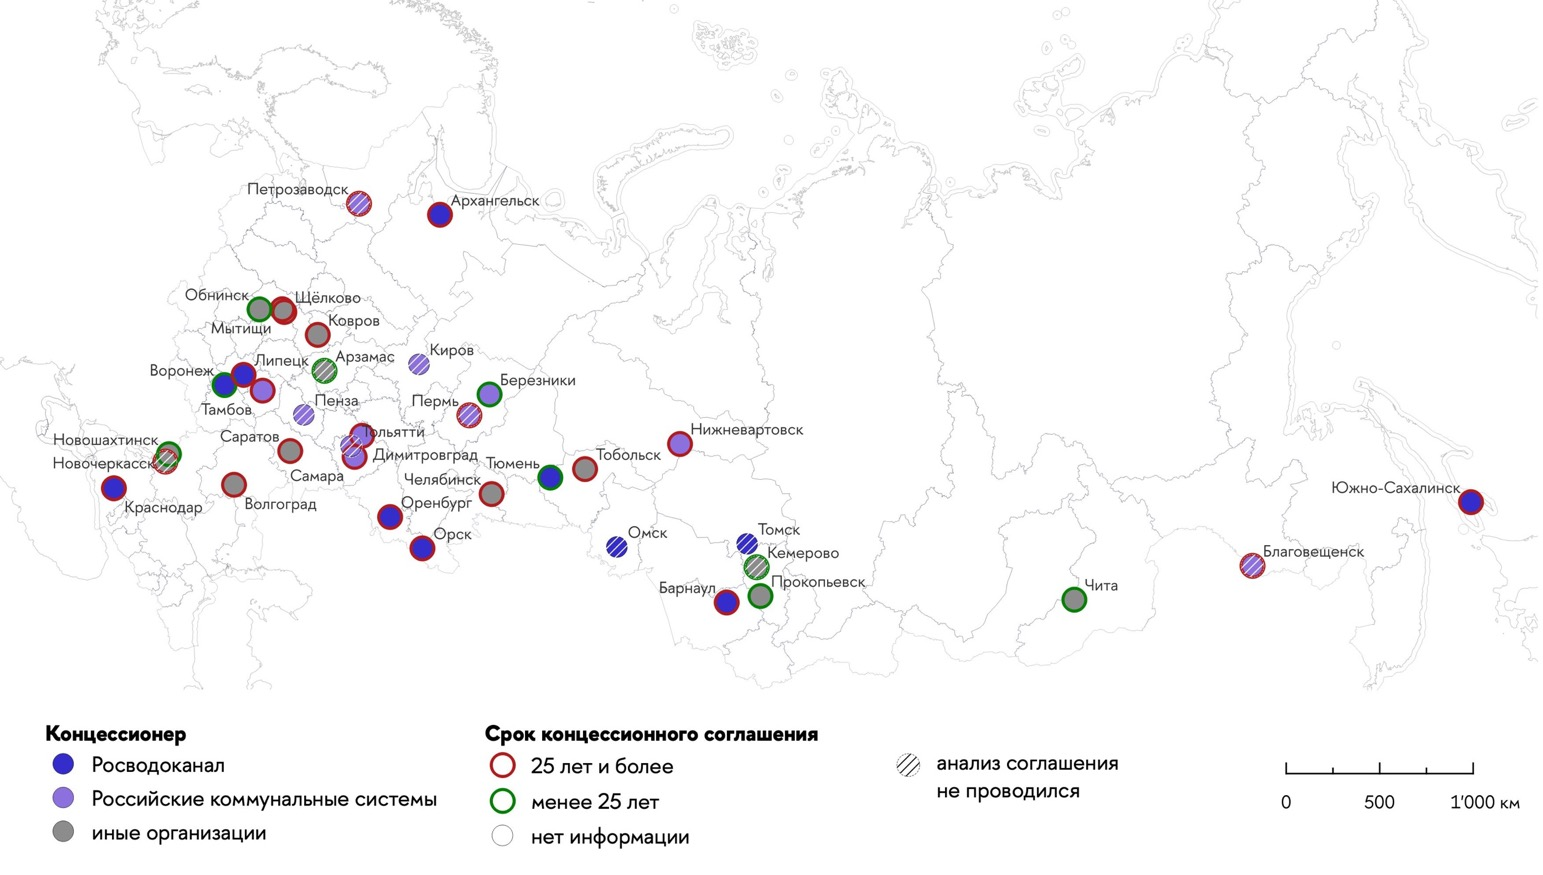 Петрозаводск
Архангельск
Обнинск
Щёлково
Мытищи
Ковров
Воронеж
Липецк
Арзамас
Киров
Березники
Тамбов
Пенза
Пермь
Новошахтинск
Саратов
Тольятти
Нижневартовск
Новочеркасск
Самара
Димитровград
Тюмень
Тобольск
Челябинск
Краснодар
Волгоград
Оренбург
Орск
Омск
Томск
Кемерово
Барнаул
Прокопьевск
Чита
Благовещенск
Южно-Сахалинск
Концессионер
Росводоканал
Российские коммунальные системы
иные организации
Срок концессионного соглашения
25 лет и более
менее 25 лет
нет информации
анализ соглашения
не проводился
0 500 1'000 км